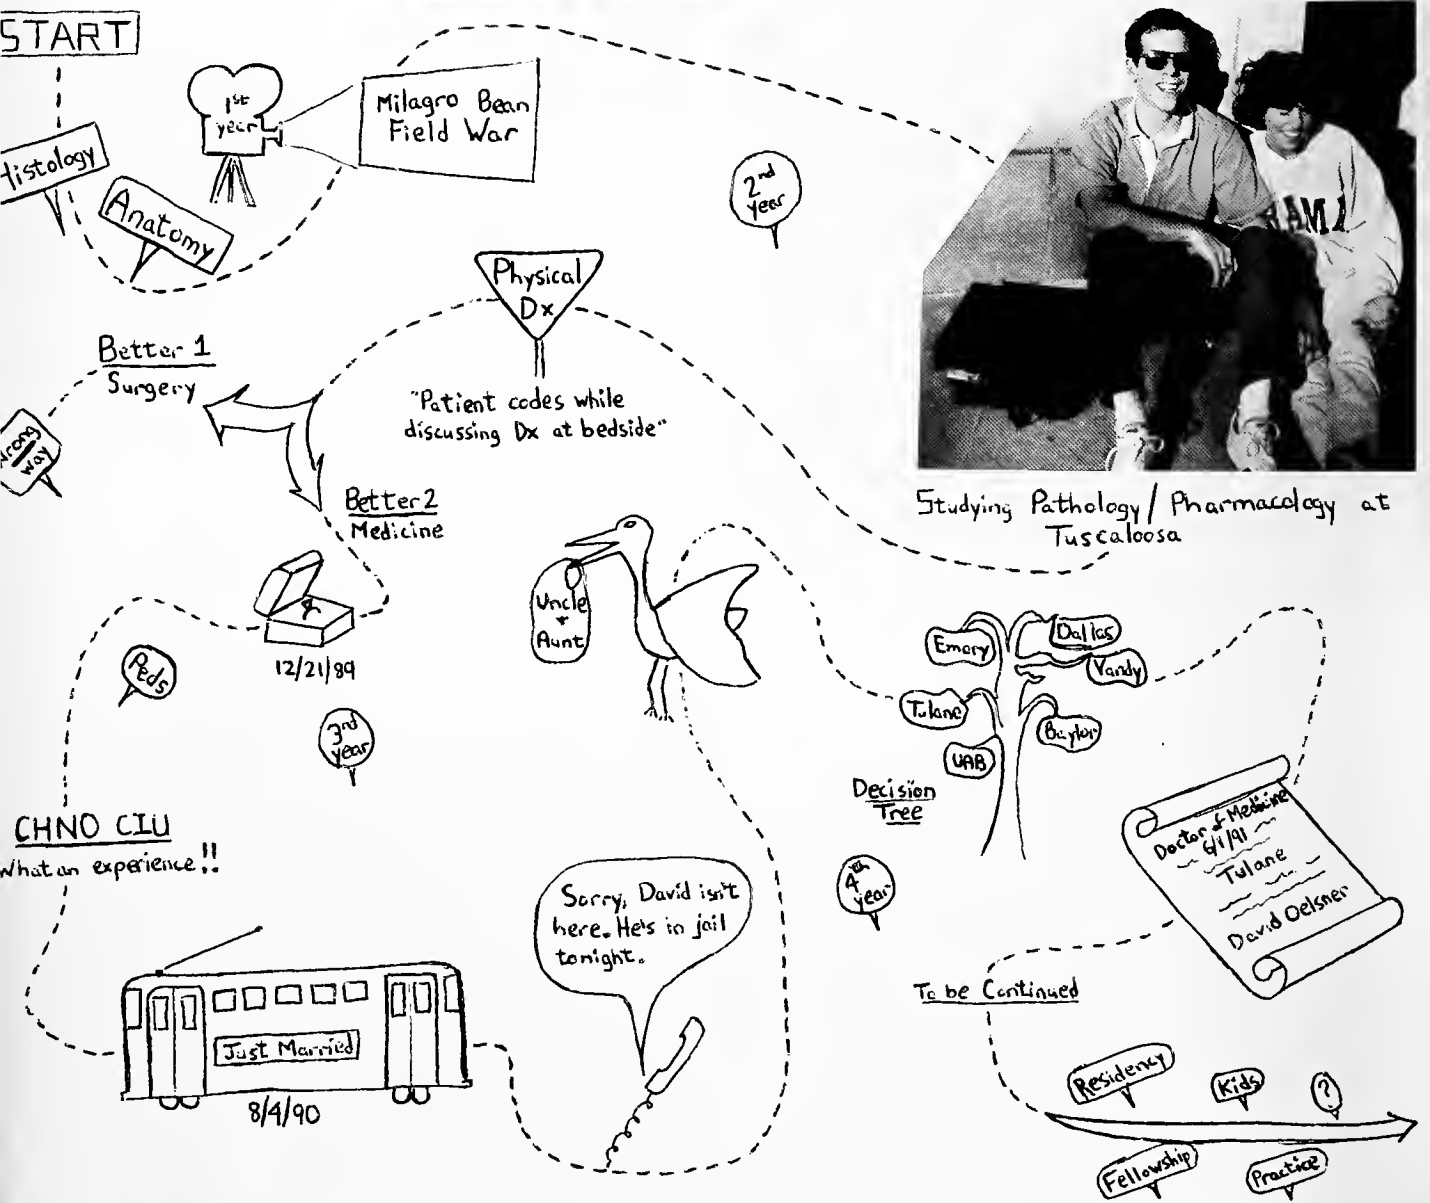 START
Histology
Anatomy
1st
year
Milagro Bean
Field War
2nd
year
AMA
Studying Pathology/Pharmacology at
Tuscaloosa
Physical
Dx
"Patient codes while
discussing Dx at bedside"
Better 1
Surgery
Wrong
Way
Better 2
Medicine
12/21/89
Peds
3rd
year
CHNO CIU
What an experience!!
Just Married
8/4/90
Sorry, David isn't
here. He's in jail
tonight.
Uncle
+
Aunt
Emory
Dallas
Vandy
Tulane
Baylor
UAB
Decision
Tree
4th
year
Doctor of Medicine
6/1/91
Tulane
David Oelsner
To be Continued
Residency
Kids
?
Fellowship
Practice